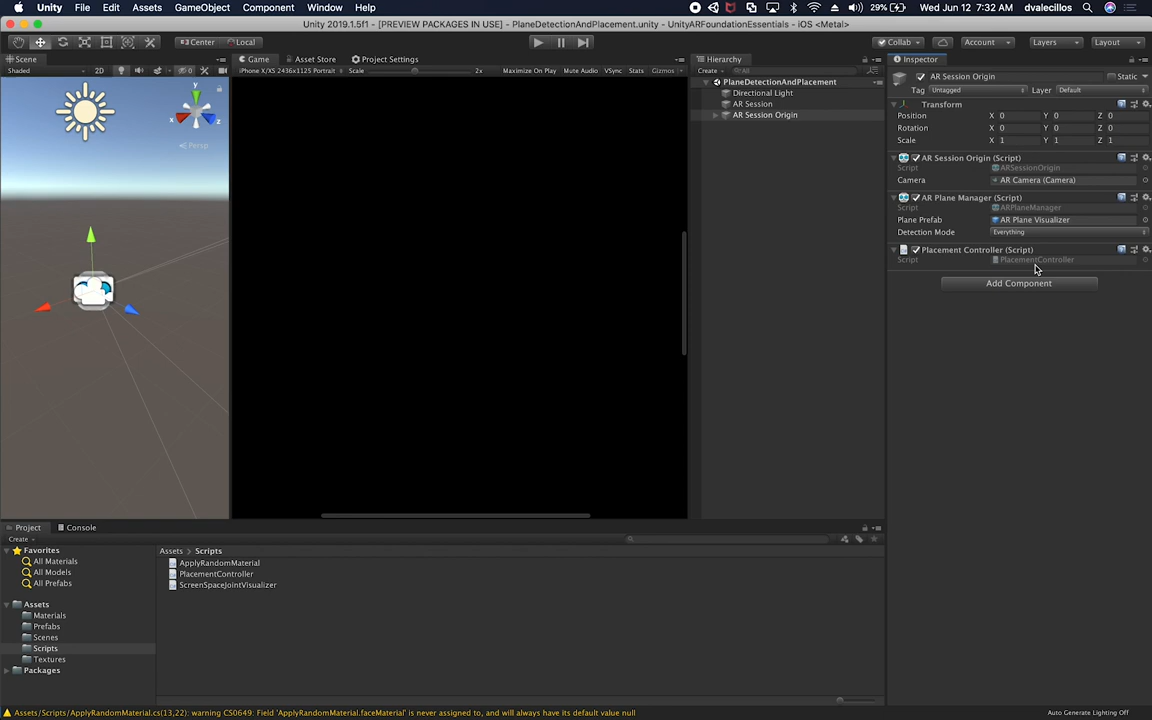 Unity File Edit Assets GameObject Component Window Help 29% Wed Jun 12 7:32 AM dvalecillos
Unity 2019.1.5f1 - [PREVIEW PACKAGES IN USE] - PlaneDetectionAndPlacement.unity - UnityARFoundationEssentials - iOS <Metal>
Center Local Collab Account Layers Layout
Scene Game Asset Store Project Settings Hierarchy Inspector
Shaded 2D iPhone X/XS 2436x1125 Portrait Scale 2x Maximize On Play Mute Audio VSync Stats Gizmos Create All
AR Session Origin Static
Tag Untagged Layer Default
PlaneDetectionAndPlacement
Directional Light
AR Session
AR Session Origin
y
x
z
Persp
Transform
Position X 0 Y 0 Z 0
Rotation X 0 Y 0 Z 0
Scale X 1 Y 1 Z 1
AR Session Origin (Script)
Script ARSessionOrigin
Camera AR Camera (Camera)
AR Plane Manager (Script)
Script ARPlaneManager
Plane Prefab AR Plane Visualizer
Detection Mode Everything
Placement Controller (Script)
Script PlacementController
Add Component
Project Console
Create
Favorites
All Materials
All Models
All Prefabs
Assets
Materials
Prefabs
Scenes
Scripts
Textures
Packages
Assets > Scripts
ApplyRandomMaterial
PlacementController
ScreenSpaceJointVisualizer
Assets/Scripts/ApplyRandomMaterial.cs(13,22): warning CS0649: Field 'ApplyRandomMaterial.faceMaterial' is never assigned to, and will always have its default value null
Auto Generate Lighting Off